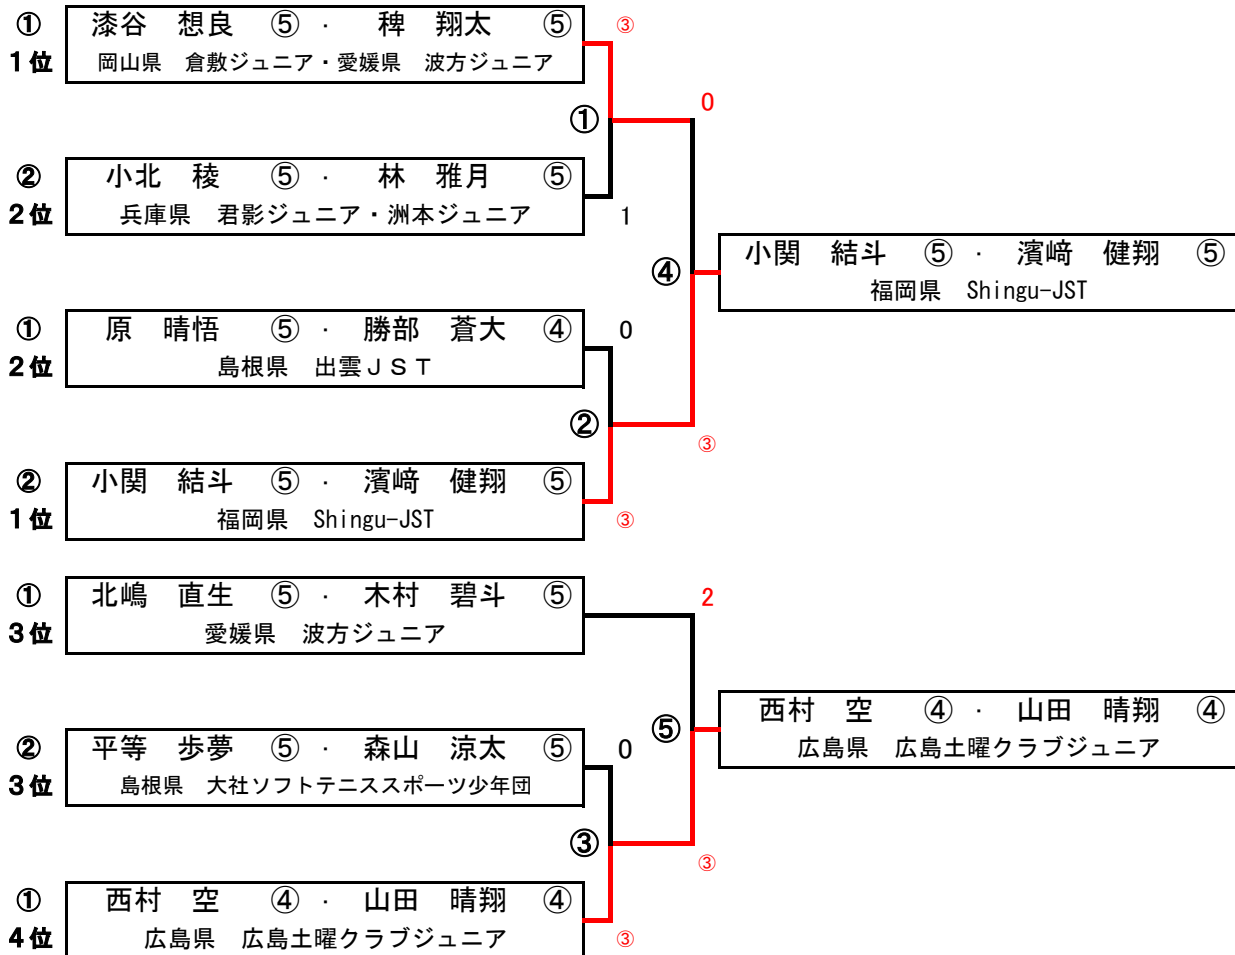 ① 漆谷 想良 ⑤ ・ 稗 翔太 ⑤ ③
1位 岡山県 倉敷ジュニア・愛媛県 波方ジュニア
0
①
② 小北 稜 ⑤ ・ 林 雅月 ⑤
2位 兵庫県 君影ジュニア・洲本ジュニア 1
④ 小関 結斗 ⑤ ・ 濱﨑 健翔 ⑤
福岡県 Shingu-JST
① 原 晴悟 ⑤ ・ 勝部 蒼大 ④ 0
2位 島根県 出雲JST
②
③
② 小関 結斗 ⑤ ・ 濱﨑 健翔 ⑤
1位 福岡県 Shingu-JST ③
① 北嶋 直生 ⑤ ・ 木村 碧斗 ⑤ 2
3位 愛媛県 波方ジュニア
⑤ 西村 空 ④ ・ 山田 晴翔 ④
広島県 広島土曜クラブジュニア
② 平等 歩夢 ⑤ ・ 森山 涼太 ⑤ 0
3位 島根県 大社ソフトテニススポーツ少年団
③
③
① 西村 空 ④ ・ 山田 晴翔 ④
4位 広島県 広島土曜クラブジュニア ③